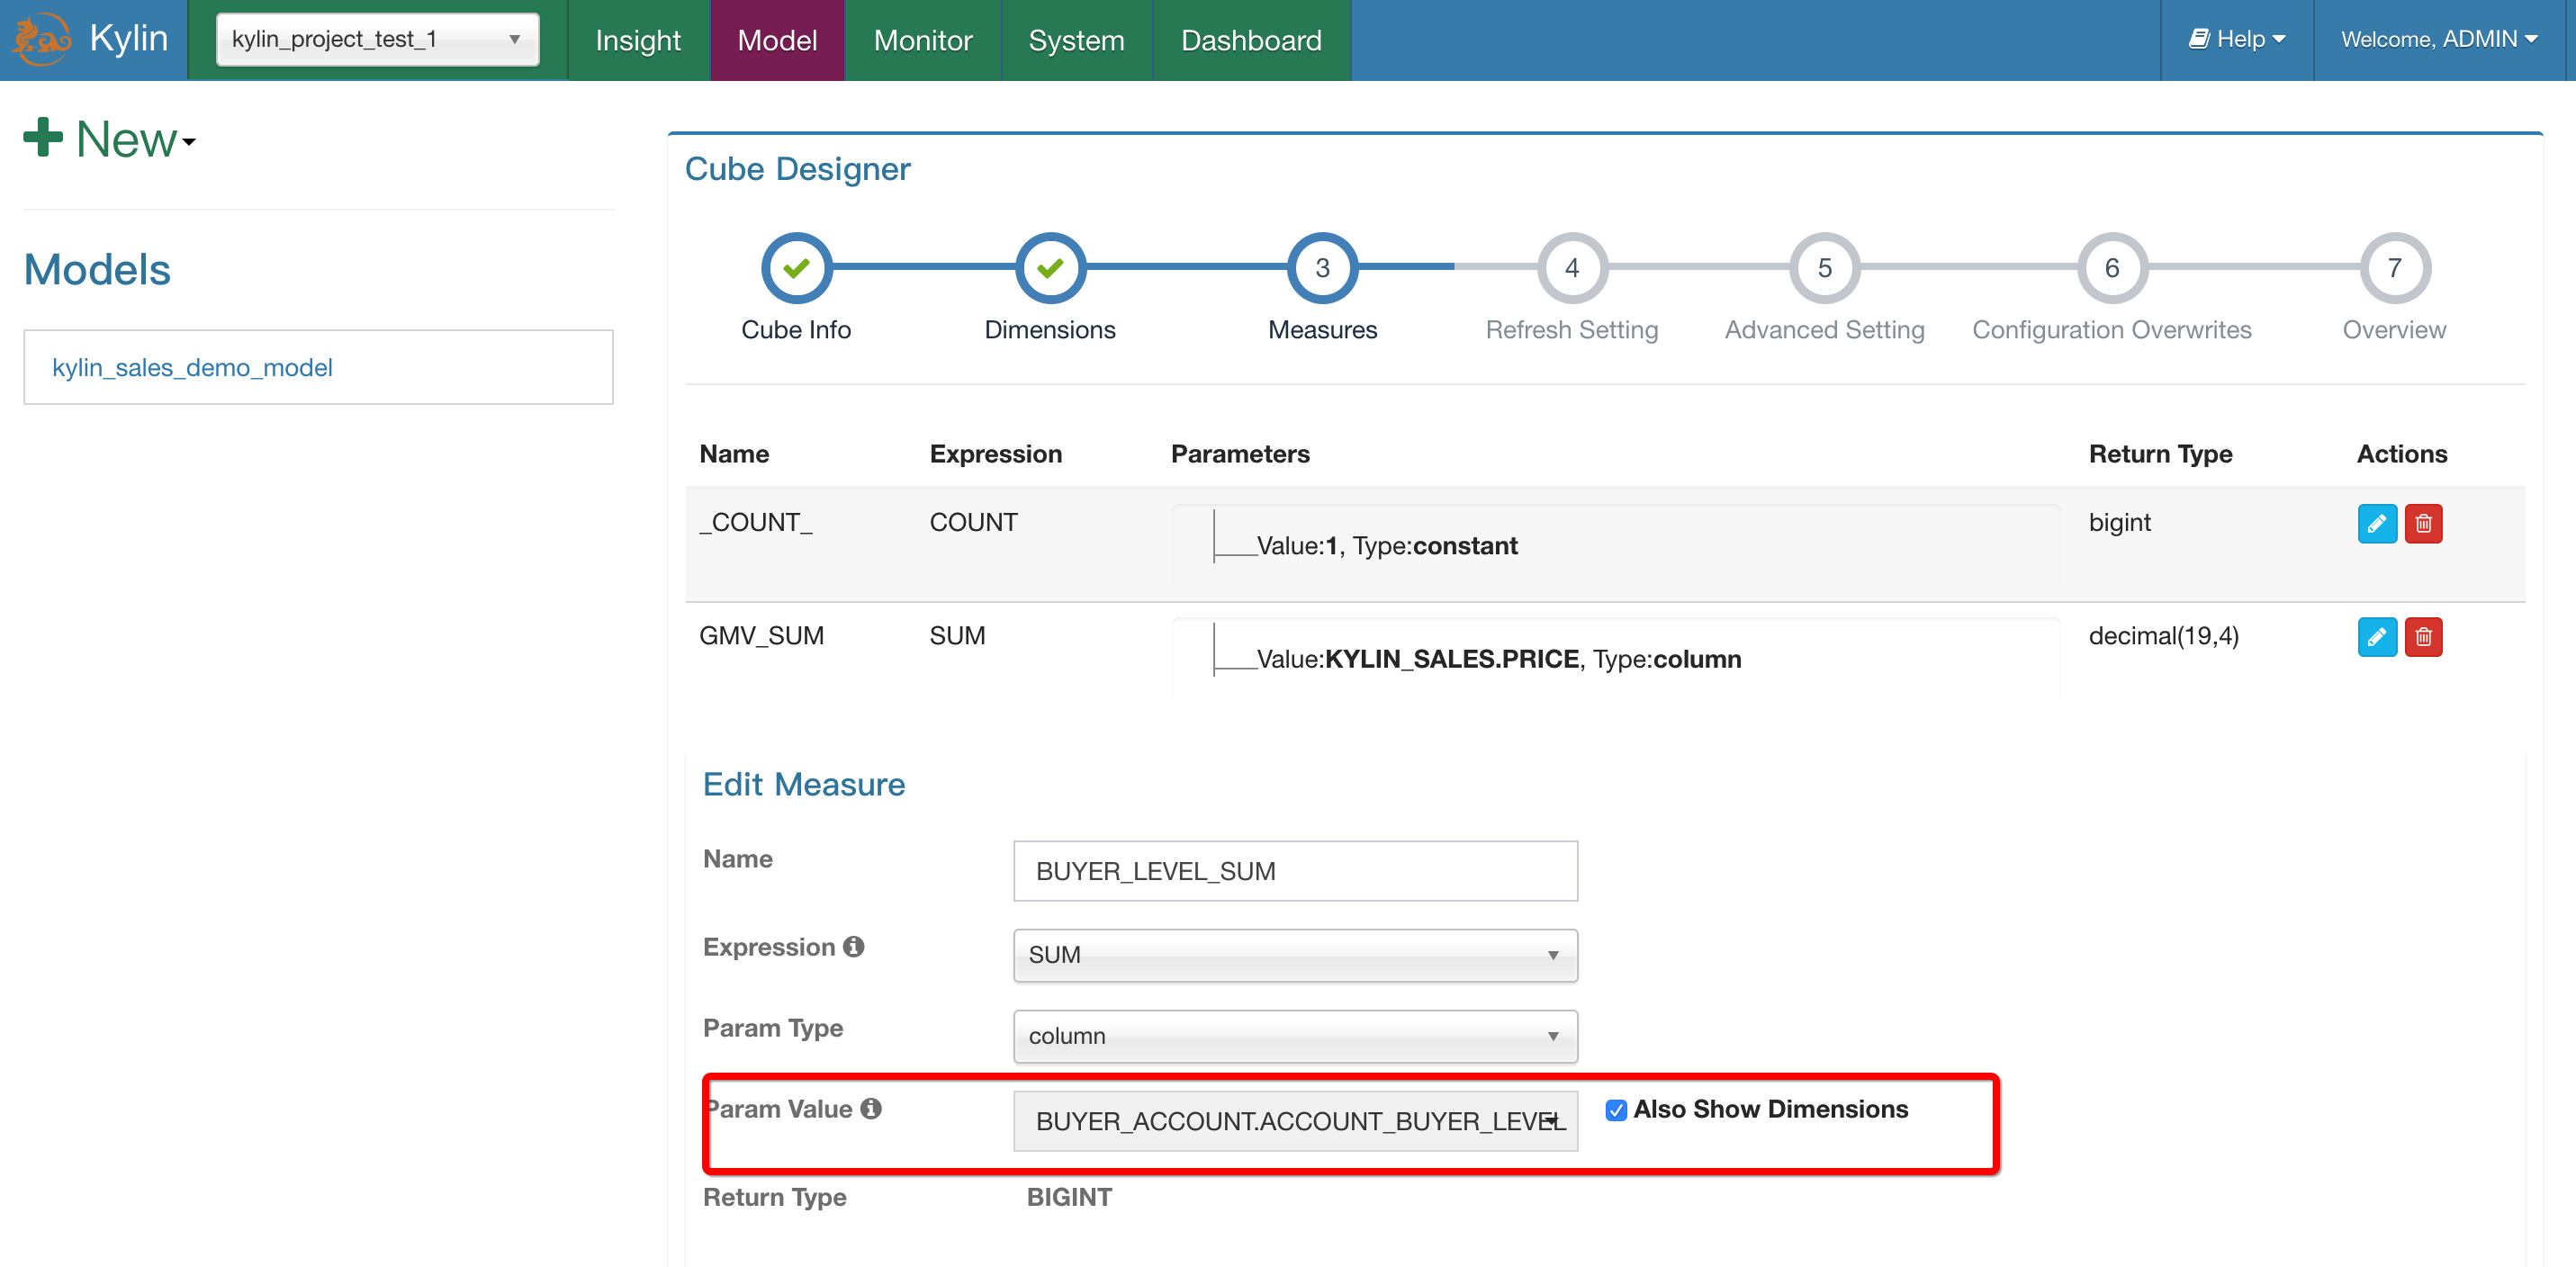 Kylin kylin_project_test_1 Insight Model Monitor System Dashboard Help Welcome, ADMIN
New
Models
kylin_sales_demo_model
Cube Designer
3 4 5 6 7
Cube Info Dimensions Measures Refresh Setting Advanced Setting Configuration Overwrites Overview
Name Expression Parameters Return Type Actions
_COUNT_ COUNT Value:1, Type:constant bigint
GMV_SUM SUM Value:KYLIN_SALES.PRICE, Type:column decimal(19,4)
Edit Measure
Name BUYER_LEVEL_SUM
Expression SUM
Param Type column
Param Value BUYER_ACCOUNT.ACCOUNT_BUYER_LEVEL Also Show Dimensions
Return Type BIGINT